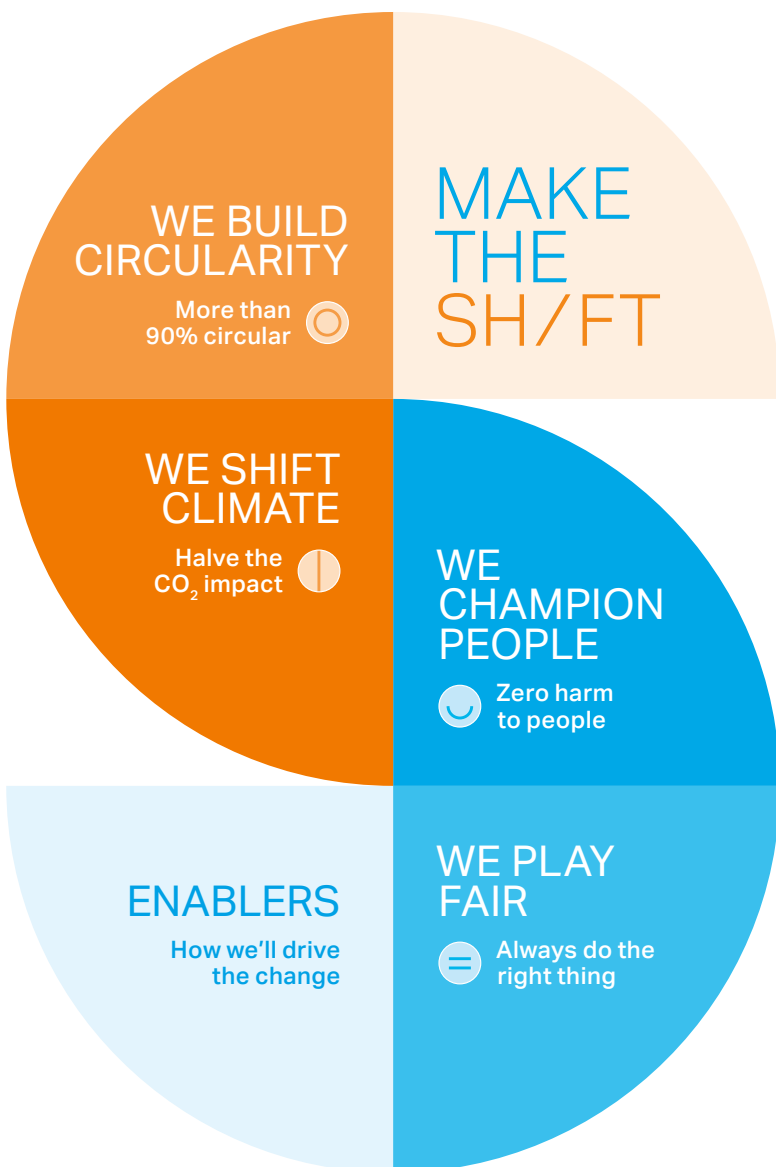 WE BUILD
CIRCULARITY
More than
90% circular
MAKE
THE
SH/FT
WE SHIFT
CLIMATE
Halve the
CO₂ impact
WE
CHAMPION
PEOPLE
Zero harm
to people
ENABLERS
How we'll drive
the change
WE PLAY
FAIR
Always do the
right thing